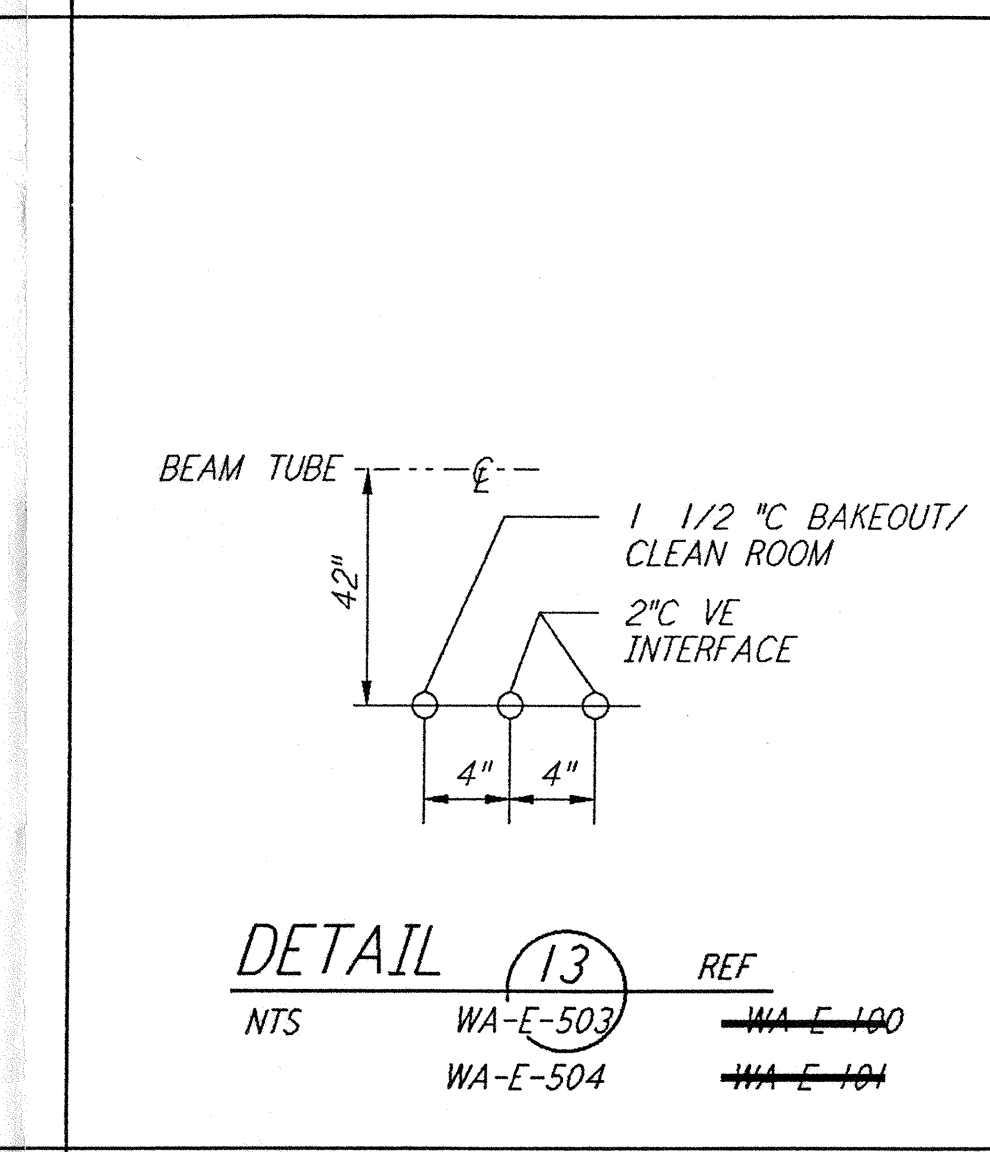 BEAM TUBE ℄
1 1/2 "C BAKEOUT/
CLEAN ROOM
42"
2"C VE
INTERFACE
4" 4"
DETAIL 13 REF
NTS WA-E-503 WA-E-100
WA-E-504 WA-E-101